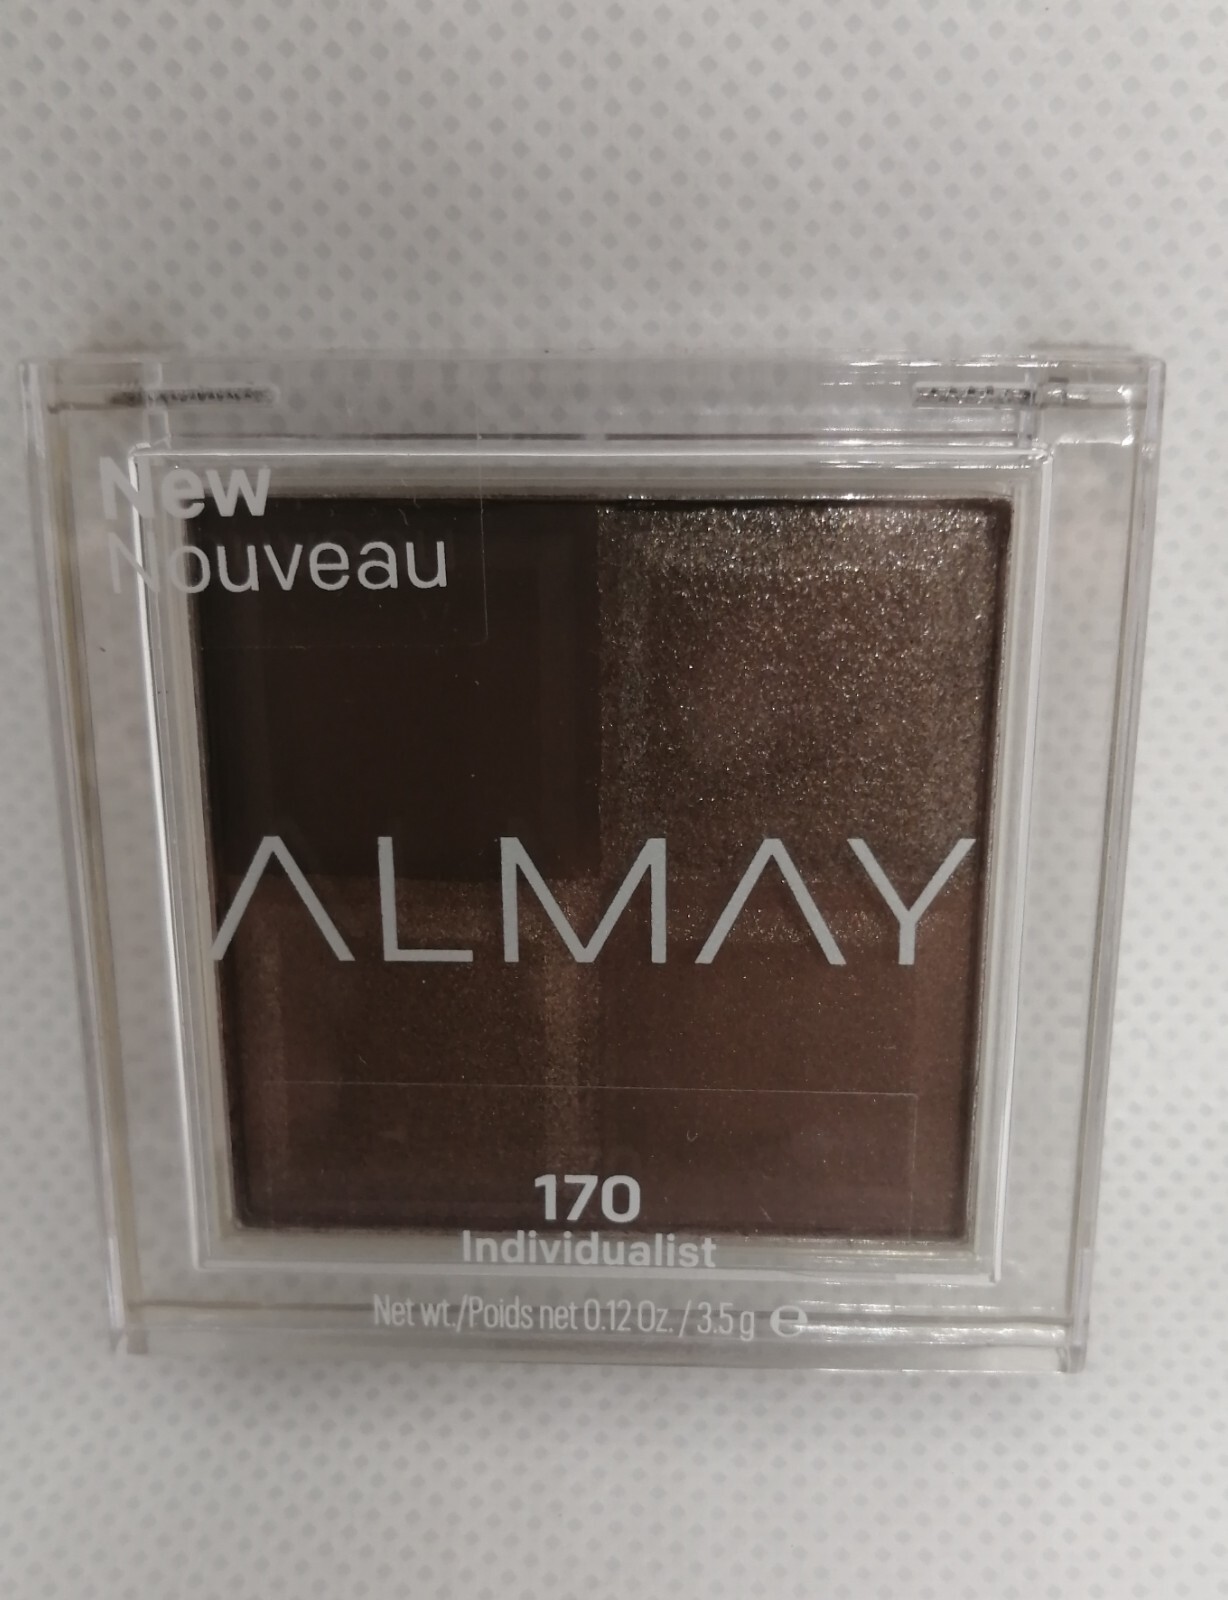 New
Nouveau
ALMAY
170
Individualist
Net wt./Poids net 0.12 Oz. / 3.5 g ℮